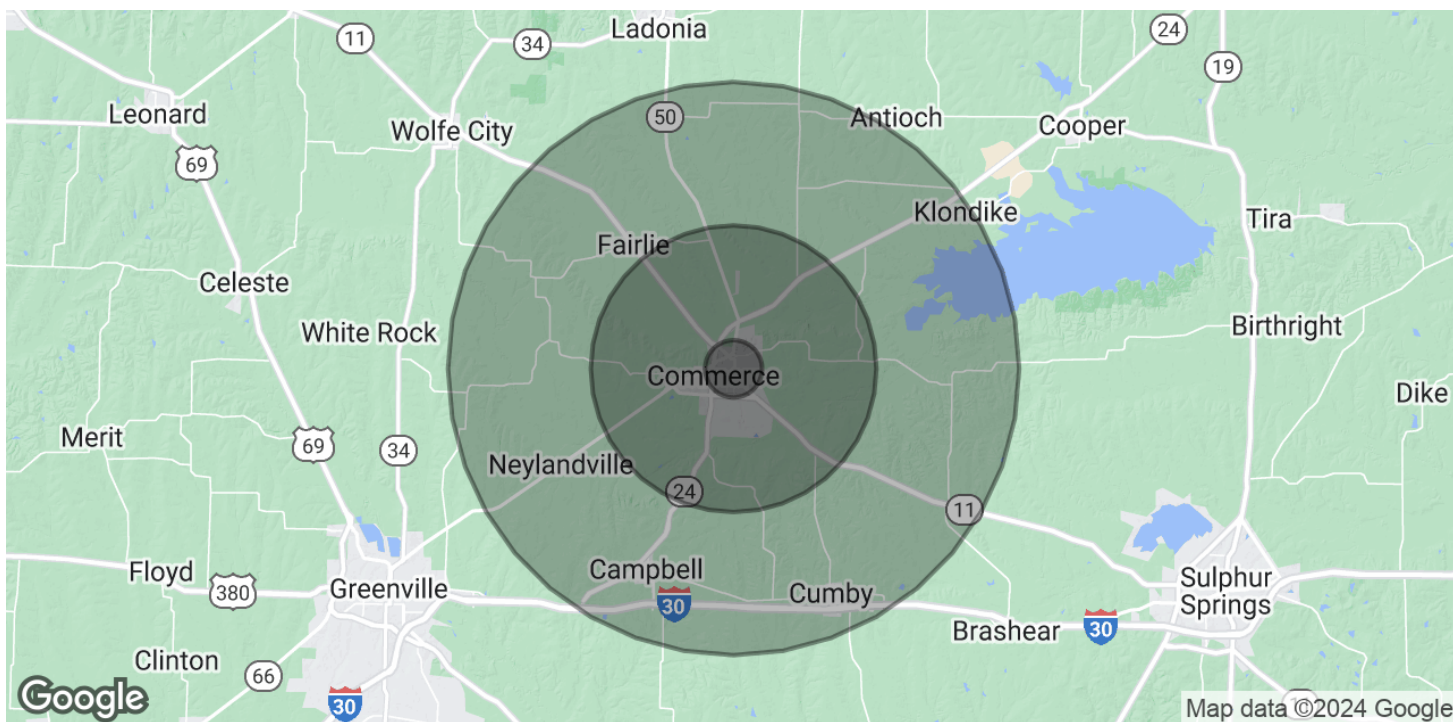 Ladonia
24
11
34
19
Leonard
50
Antioch
Wolfe City
Cooper
69
Klondike
Tira
Fairlie
Celeste
White Rock
Birthright
Commerce
Dike
Merit
69
34
Neylandville
24
11
Floyd
380
Greenville
Campbell
30
Cumby
Sulphur
Springs
Brashear
30
Clinton
66
30
Google
Map data ©2024 Google